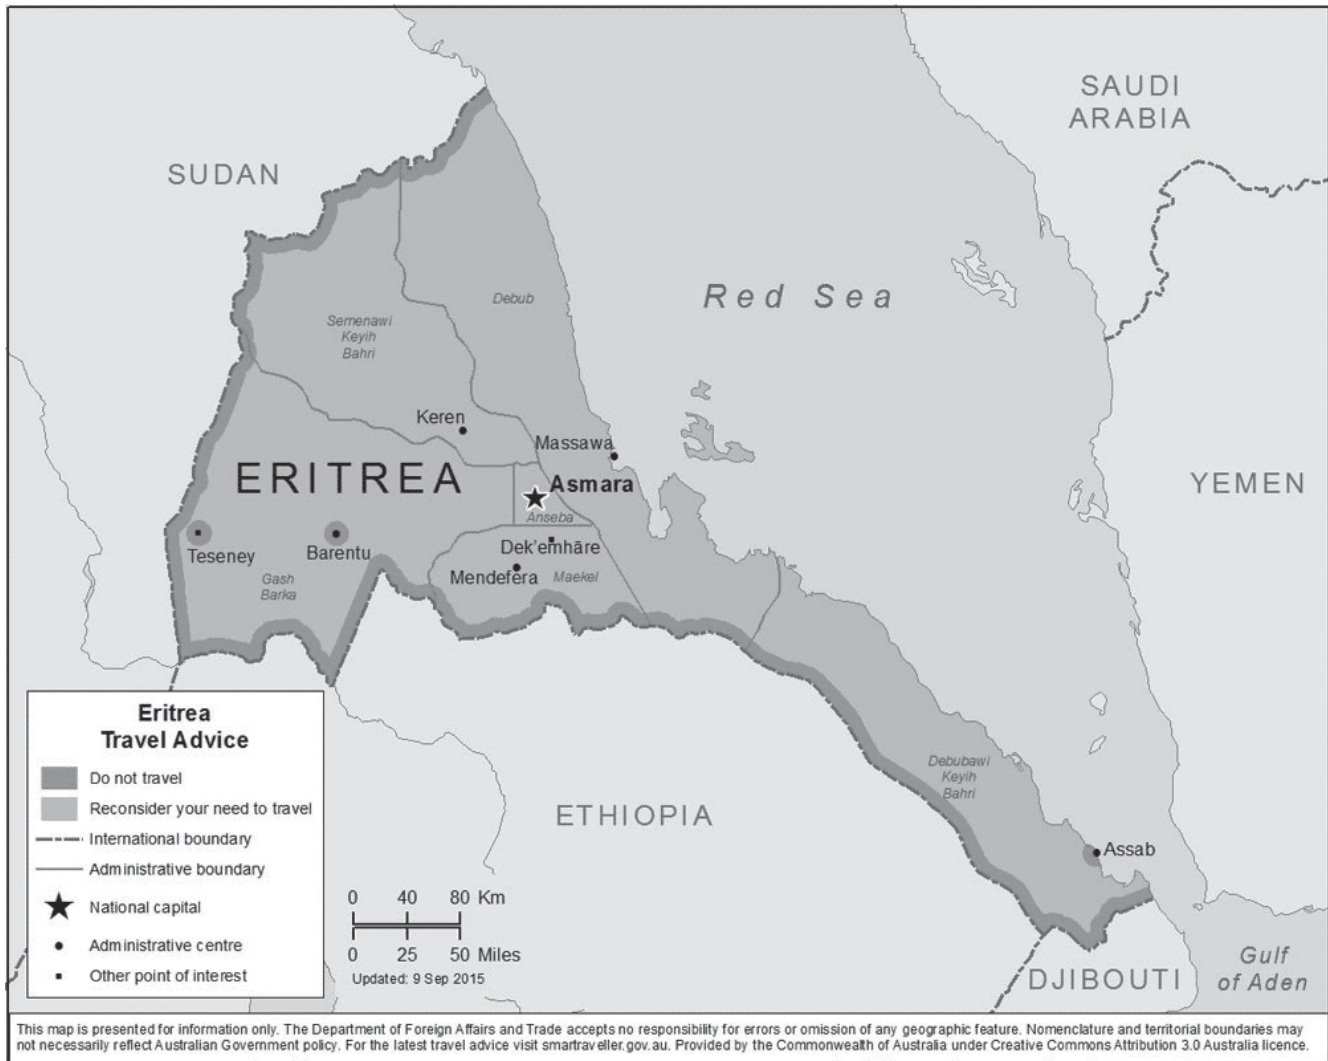 SAUDI
ARABIA
SUDAN
Red Sea
Debub
Semenawi
Keyih
Bahri
Keren
Massawa
ERITREA
Asmara
YEMEN
Anseba
Teseney
Barentu
Dek'emhāre
Mendefera
Maekel
Gash
Barka
Eritrea
Travel Advice
Do not travel
Reconsider your need to travel
International boundary
Administrative boundary
National capital
Administrative centre
Other point of interest
ETHIOPIA
Debubawi
Keyih
Bahri
Assab
0 40 80 Km
0 25 50 Miles
Updated: 9 Sep 2015
DJIBOUTI
Gulf
of Aden
This map is presented for information only. The Department of Foreign Affairs and Trade accepts no responsibility for errors or omission of any geographic feature. Nomenclature and territorial boundaries may
not necessarily reflect Australian Government policy. For the latest travel advice visit smartraveller.gov.au. Provided by the Commonwealth of Australia under Creative Commons Attribution 3.0 Australia licence.